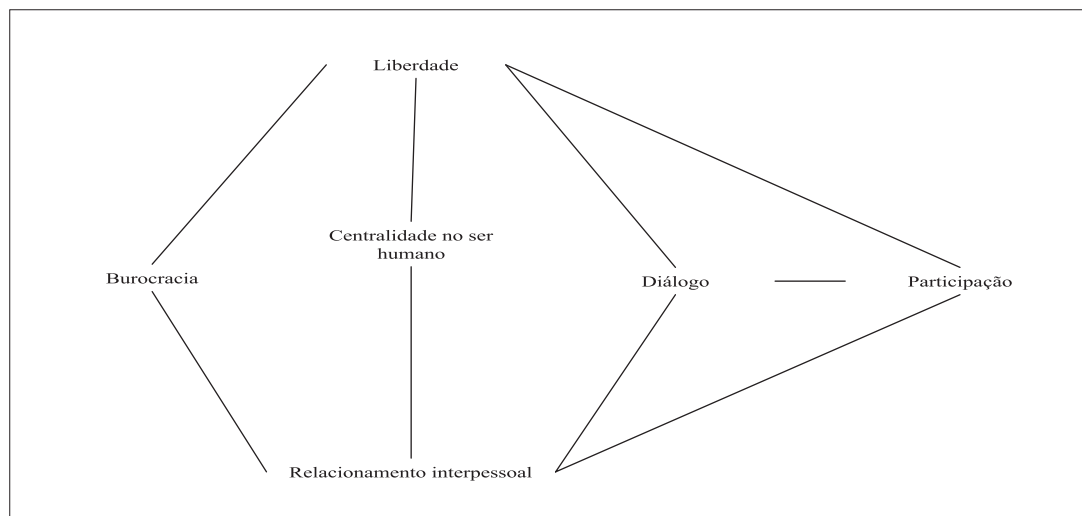 Liberdade
Centralidade no ser
humano
Burocracia
Diálogo
Participação
Relacionamento interpessoal